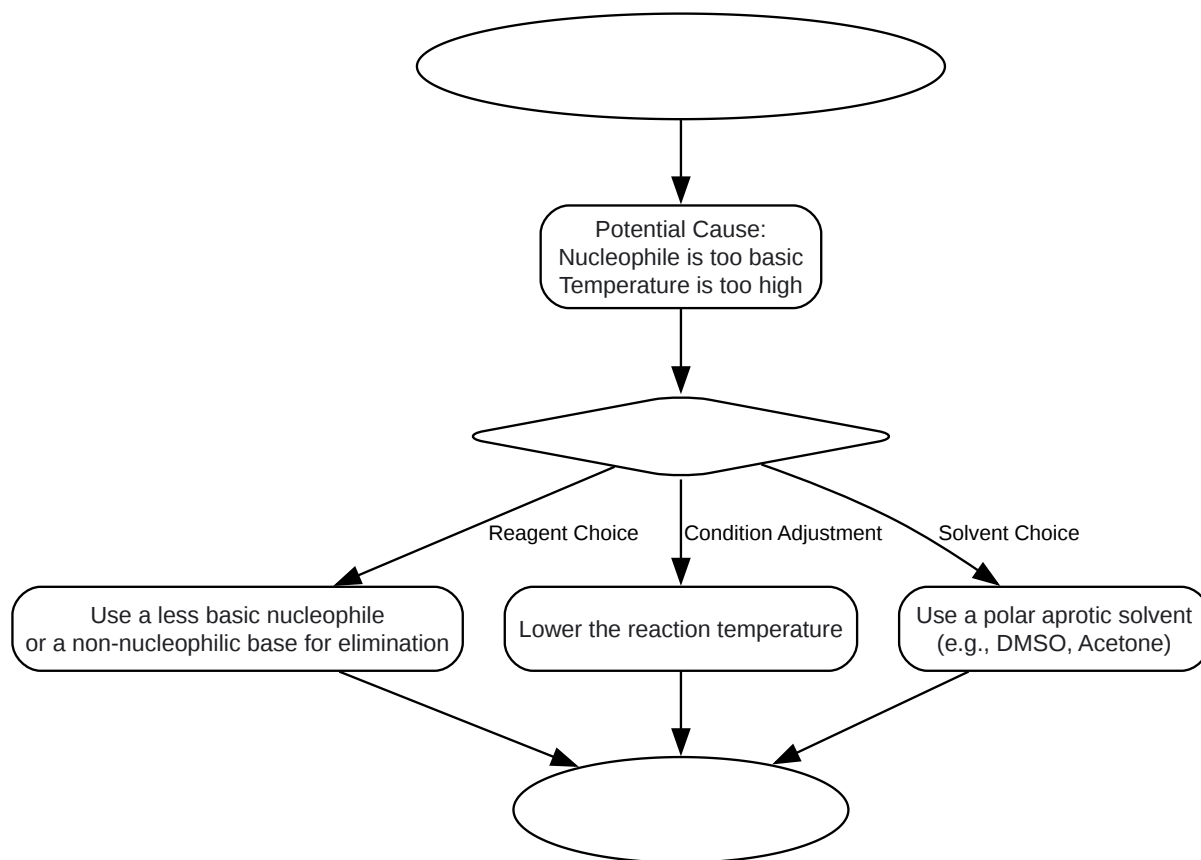 Potential Cause:
Nucleophile is too basic
Temperature is too high
Reagent Choice
Condition Adjustment
Solvent Choice
Use a less basic nucleophile
or a non-nucleophilic base for elimination
Lower the reaction temperature
Use a polar aprotic solvent
(e.g., DMSO, Acetone)